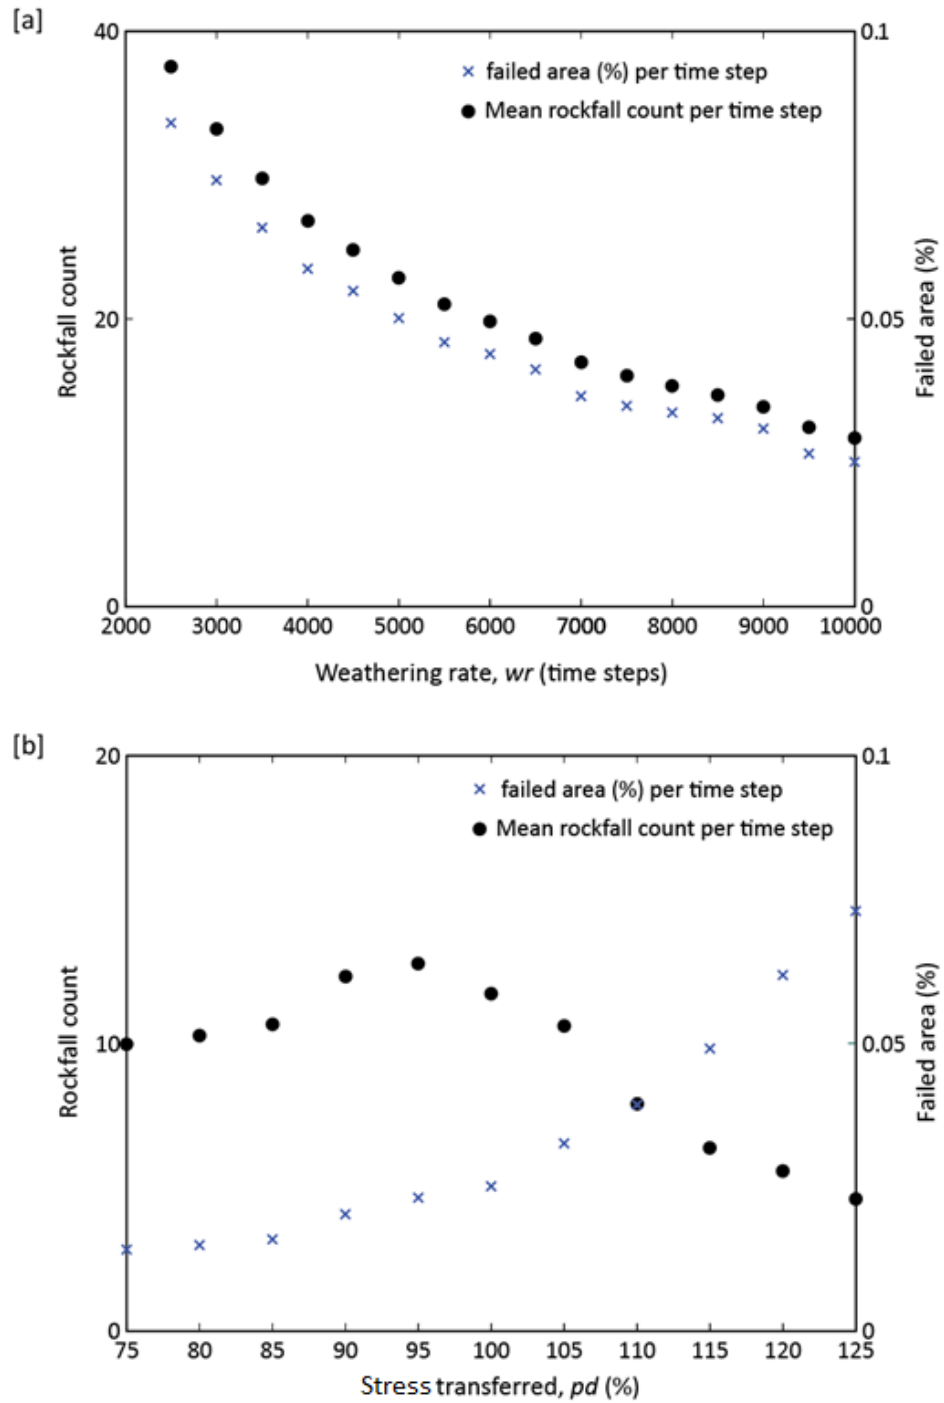 [a]
40
0.1
failed area (%) per time step
Mean rockfall count per time step
Rockfall count
Failed area (%)
20
0.05
0
0
2000 3000 4000 5000 6000 7000 8000 9000 10000
Weathering rate, wr (time steps)
[b]
20
0.1
failed area (%) per time step
Mean rockfall count per time step
Rockfall count
Failed area (%)
10
0.05
0
0
75 80 85 90 95 100 105 110 115 120 125
Stress transferred, pd (%)